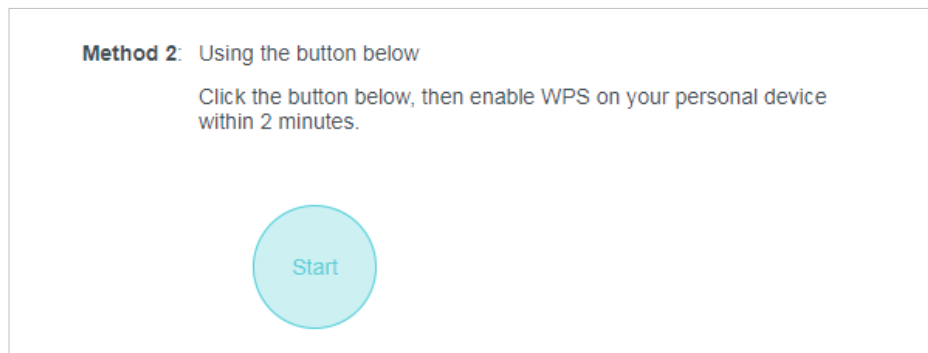 Method 2: Using the button below
Click the button below, then enable WPS on your personal device
within 2 minutes.
Start